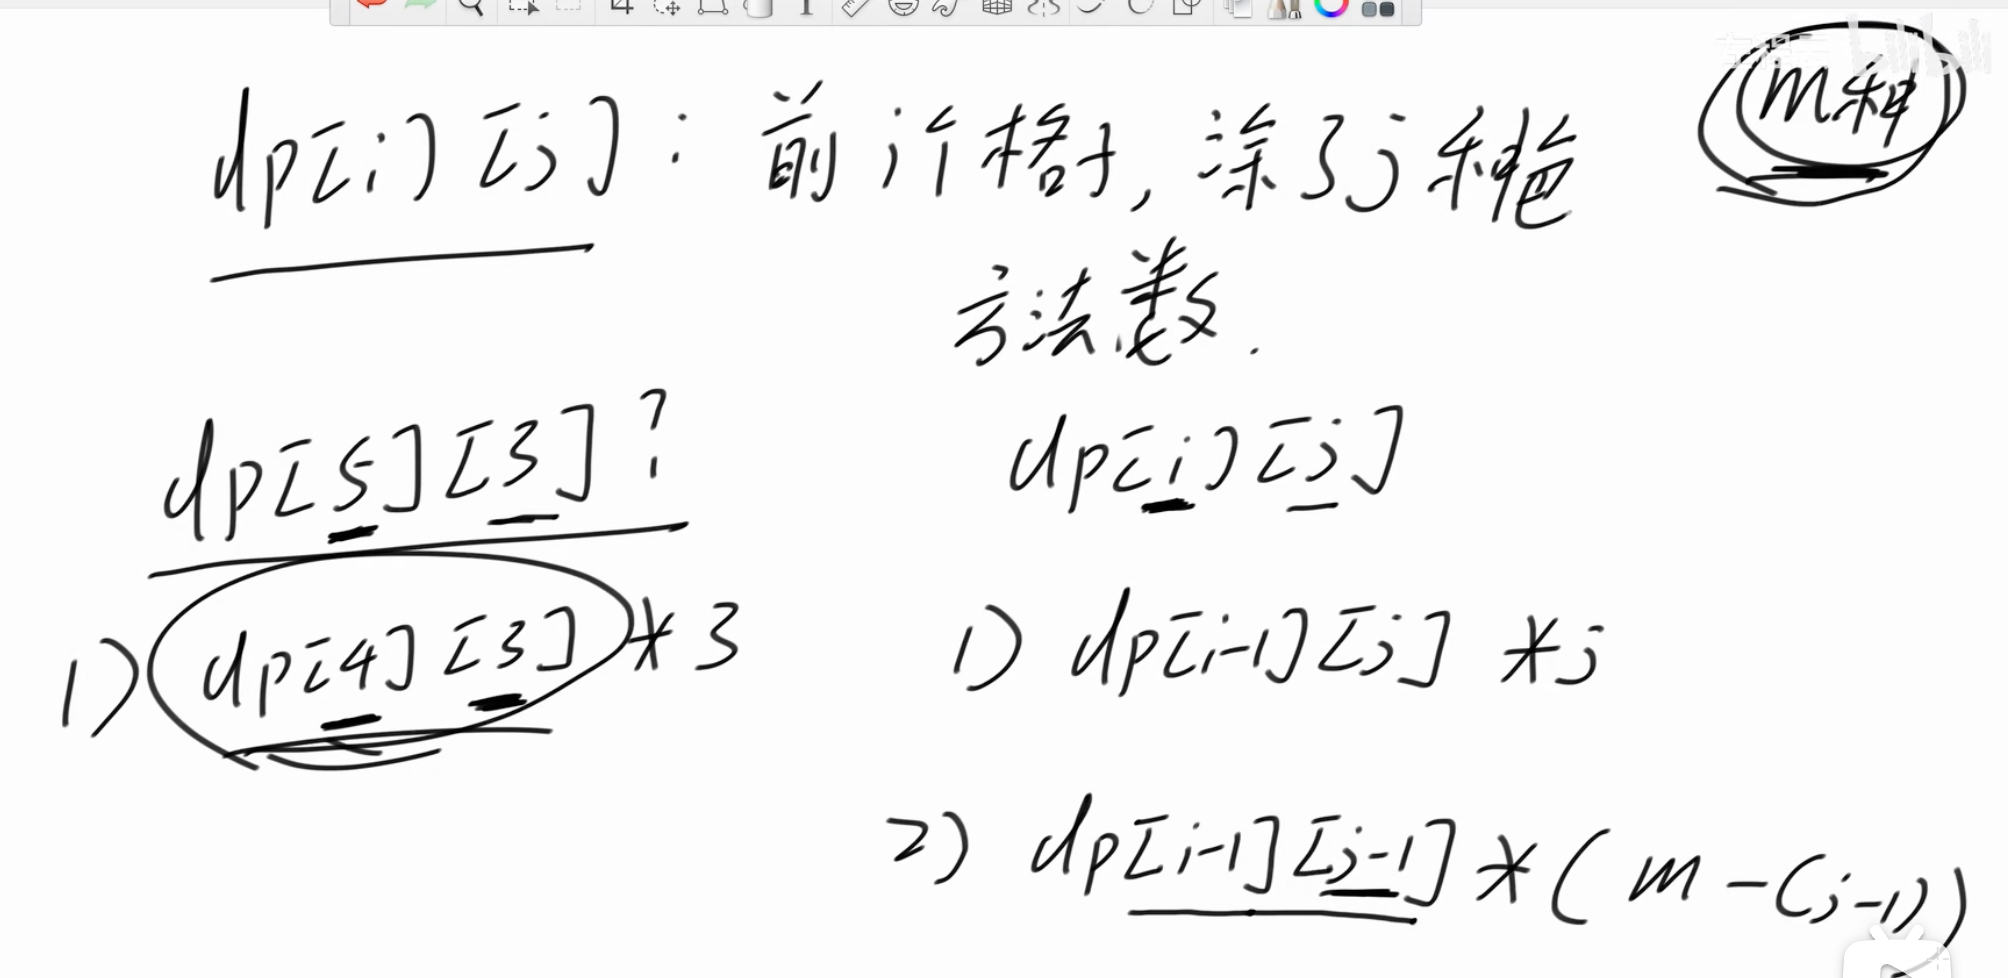 m种
dp[i][j]：前i个格子，涂了j种颜色
方法数.
dp[5][3]?
1) dp[4][3]*3
dp[i][j]
1) dp[i-1][j] *j
2) dp[i-1][j-1]*(m-(j-1))